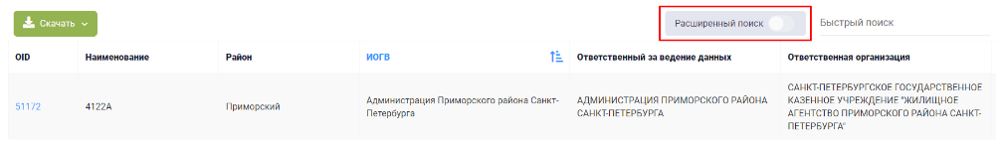 Скачать
Расширенный поиск
Быстрый поиск
OID
Наименование
Район
ИОГВ
Ответственный за ведение данных
Ответственная организация
51172
4122А
Приморский
Администрация Приморского района Санкт-
Петербурга
АДМИНИСТРАЦИЯ ПРИМОРСКОГО РАЙОНА
САНКТ-ПЕТЕРБУРГА
САНКТ-ПЕТЕРБУРГСКОЕ ГОСУДАРСТВЕННОЕ
КАЗЕННОЕ УЧРЕЖДЕНИЕ "ЖИЛИЩНОЕ
АГЕНТСТВО ПРИМОРСКОГО РАЙОНА САНКТ-
ПЕТЕРБУРГА"